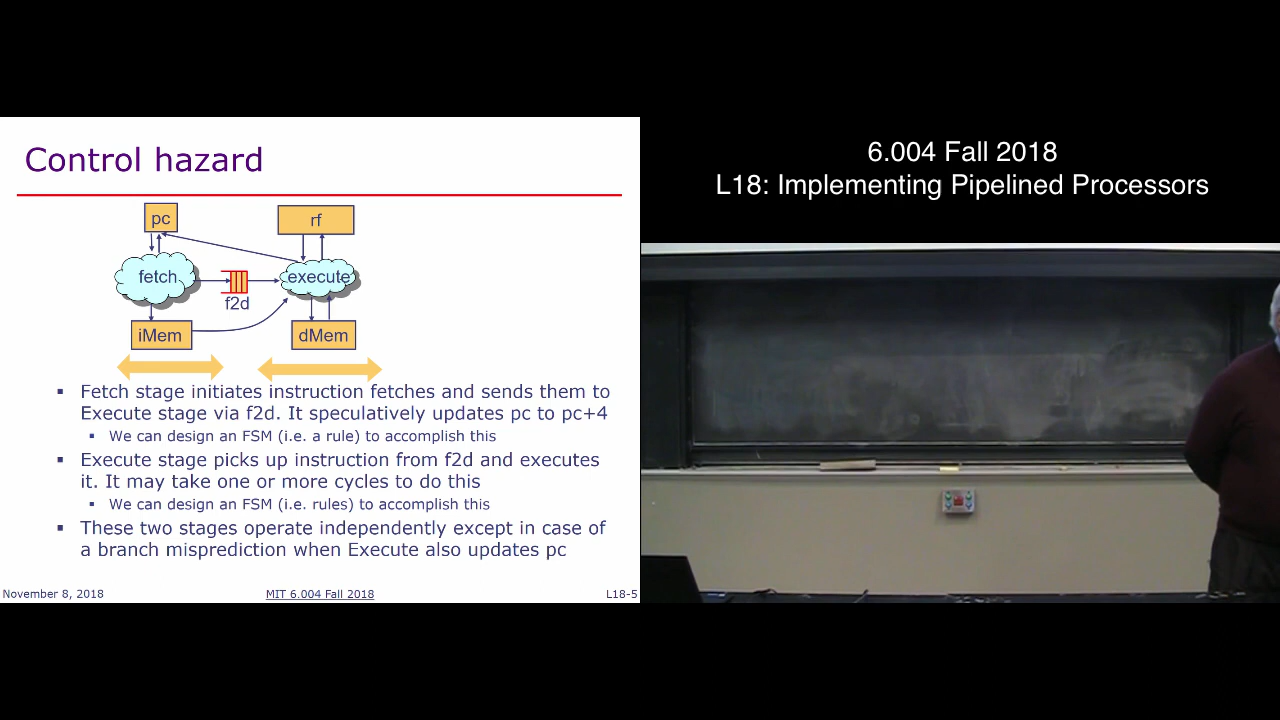 Control hazard
pc
rf
fetch
execute
f2d
iMem
dMem
▪ Fetch stage initiates instruction fetches and sends them to
Execute stage via f2d. It speculatively updates pc to pc+4
▪ We can design an FSM (i.e. a rule) to accomplish this
▪ Execute stage picks up instruction from f2d and executes
it. It may take one or more cycles to do this
▪ We can design an FSM (i.e. rules) to accomplish this
▪ These two stages operate independently except in case of
a branch misprediction when Execute also updates pc
November 8, 2018
MIT 6.004 Fall 2018
L18-5
6.004 Fall 2018
L18: Implementing Pipelined Processors